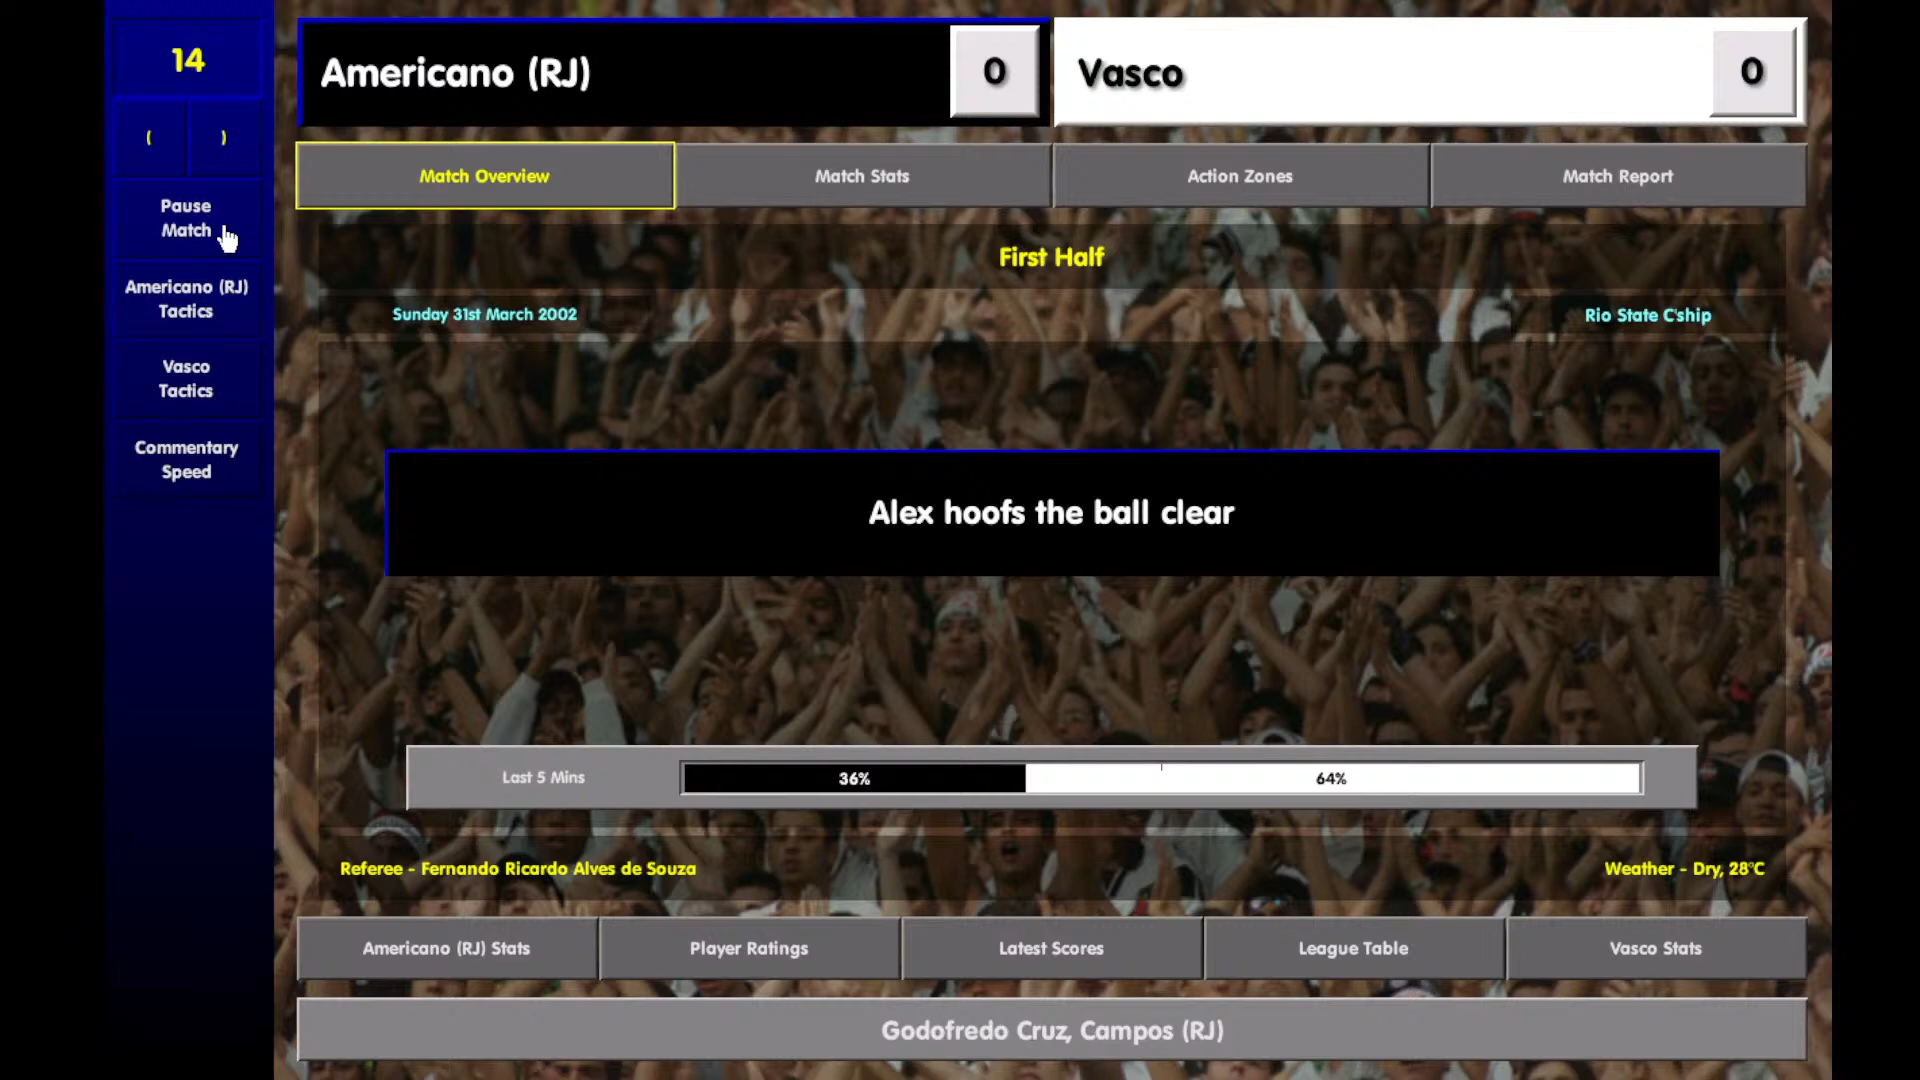 14
Americano (RJ)
0
Vasco
0
( )
Pause
Match
Americano (RJ)
Tactics
Vasco
Tactics
Commentary
Speed
Match Overview
Match Stats
Action Zones
Match Report
First Half
Sunday 31st March 2002
Rio State C'ship
Alex hoofs the ball clear
Last 5 Mins
36%
64%
Referee - Fernando Ricardo Alves de Souza
Weather - Dry, 28°C
Americano (RJ) Stats
Player Ratings
Latest Scores
League Table
Vasco Stats
Godofredo Cruz, Campos (RJ)